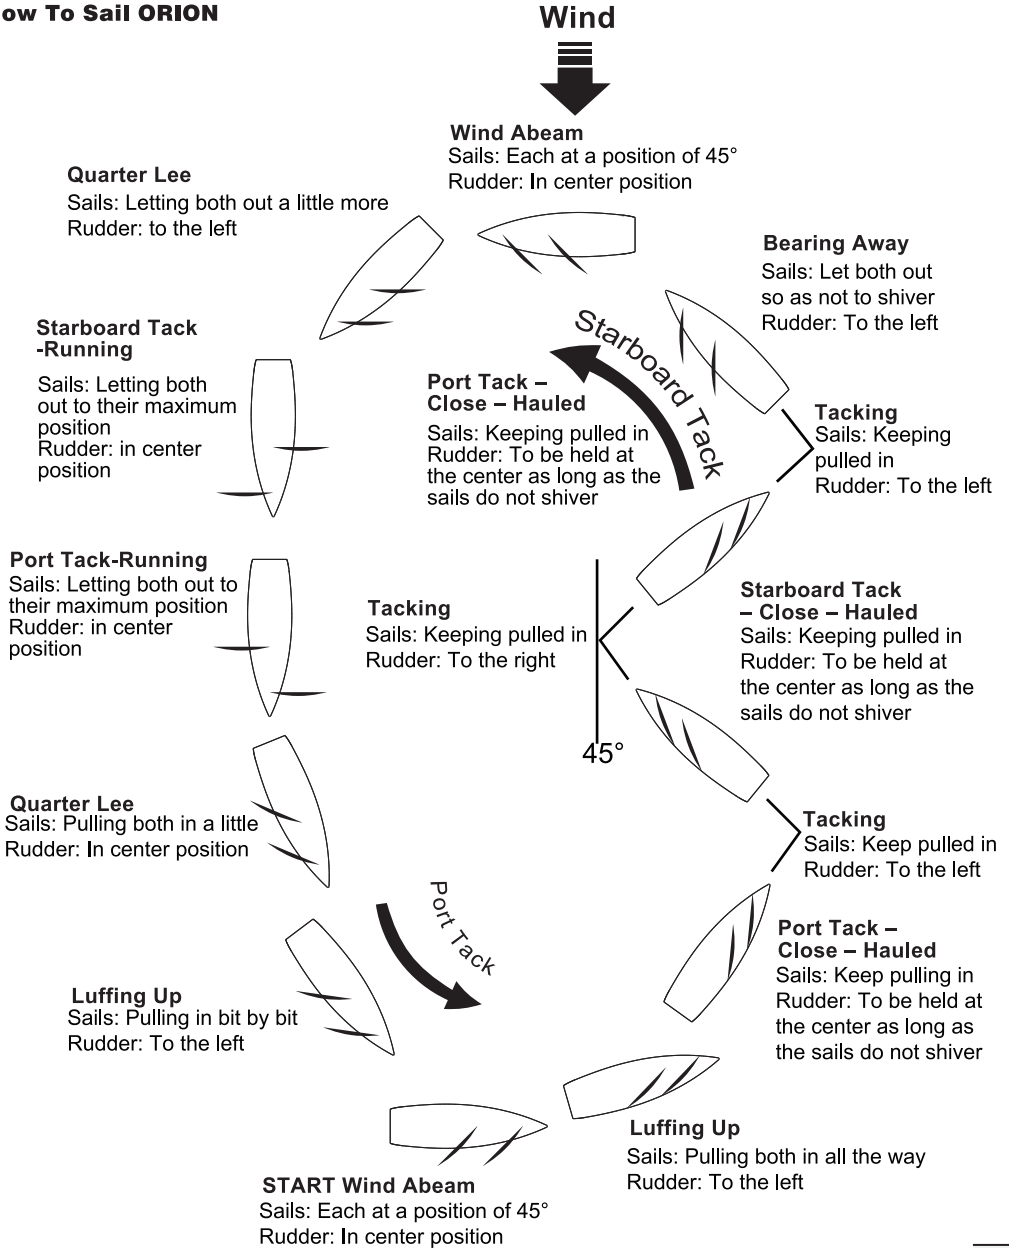 ow To Sail ORION
Wind
Wind Abeam
Sails: Each at a position of 45°
Rudder: In center position
Quarter Lee
Sails: Letting both out a little more
Rudder: to the left
Bearing Away
Sails: Let both out
so as not to shiver
Rudder: To the left
Starboard Tack
-Running
Sails: Letting both
out to their maximum
position
Rudder: in center
position
Starboard Tack
Port Tack –
Close – Hauled
Sails: Keeping pulled in
Rudder: To be held at
the center as long as the
sails do not shiver
Tacking
Sails: Keeping
pulled in
Rudder: To the left
Port Tack-Running
Sails: Letting both out to
their maximum position
Rudder: in center
position
Tacking
Sails: Keeping pulled in
Rudder: To the right
Starboard Tack
– Close – Hauled
Sails: Keeping pulled in
Rudder: To be held at
the center as long as the
sails do not shiver
45°
Quarter Lee
Sails: Pulling both in a little
Rudder: In center position
Tacking
Sails: Keep pulled in
Rudder: To the left
Port Tack
Port Tack –
Close – Hauled
Sails: Keep pulling in
Rudder: To be held at
the center as long as
the sails do not shiver
Luffing Up
Sails: Pulling in bit by bit
Rudder: To the left
Luffing Up
Sails: Pulling both in all the way
Rudder: To the left
START Wind Abeam
Sails: Each at a position of 45°
Rudder: In center position